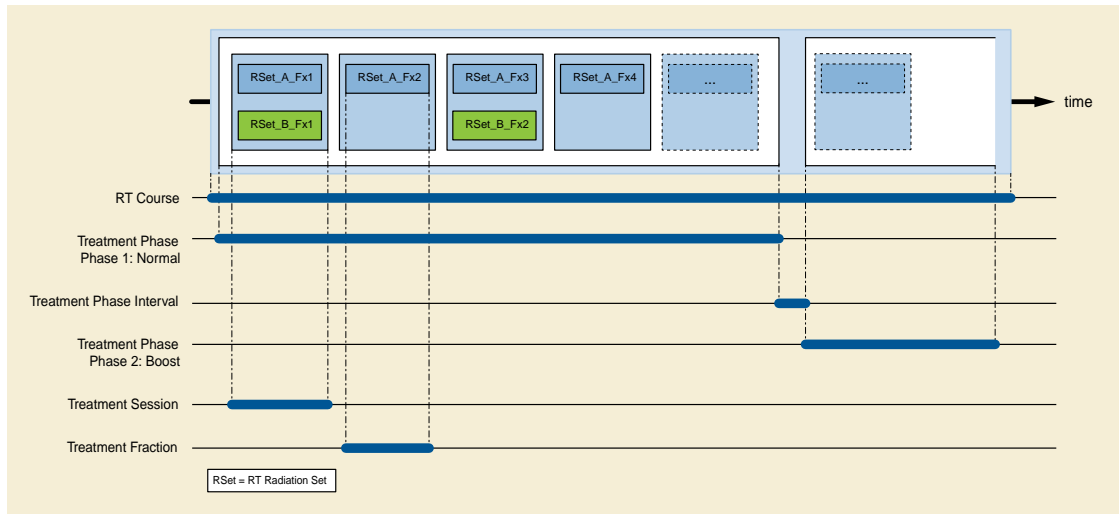 RSet_A_Fx1
RSet_A_Fx2
RSet_A_Fx3
RSet_A_Fx4
...
...
RSet_B_Fx1
RSet_B_Fx2
time
RT Course
Treatment Phase
Phase 1: Normal
Treatment Phase Interval
Treatment Phase
Phase 2: Boost
Treatment Session
Treatment Fraction
RSet = RT Radiation Set